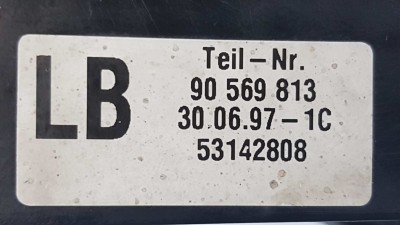 LB
Teil-Nr.
90 569 813
30.06.97-1C
53142808